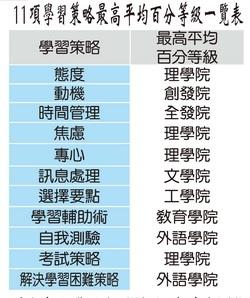 11項學習策略最高平均百分等級一覽表
學習策略 最高平均百分等級
態度 理學院
動機 創發院
時間管理 全發院
焦慮 理學院
專心 理學院
訊息處理 文學院
選擇要點 工學院
學習輔助術 教育學院
自我測驗 外語學院
考試策略 理學院
解決學習困難策略 外語學院